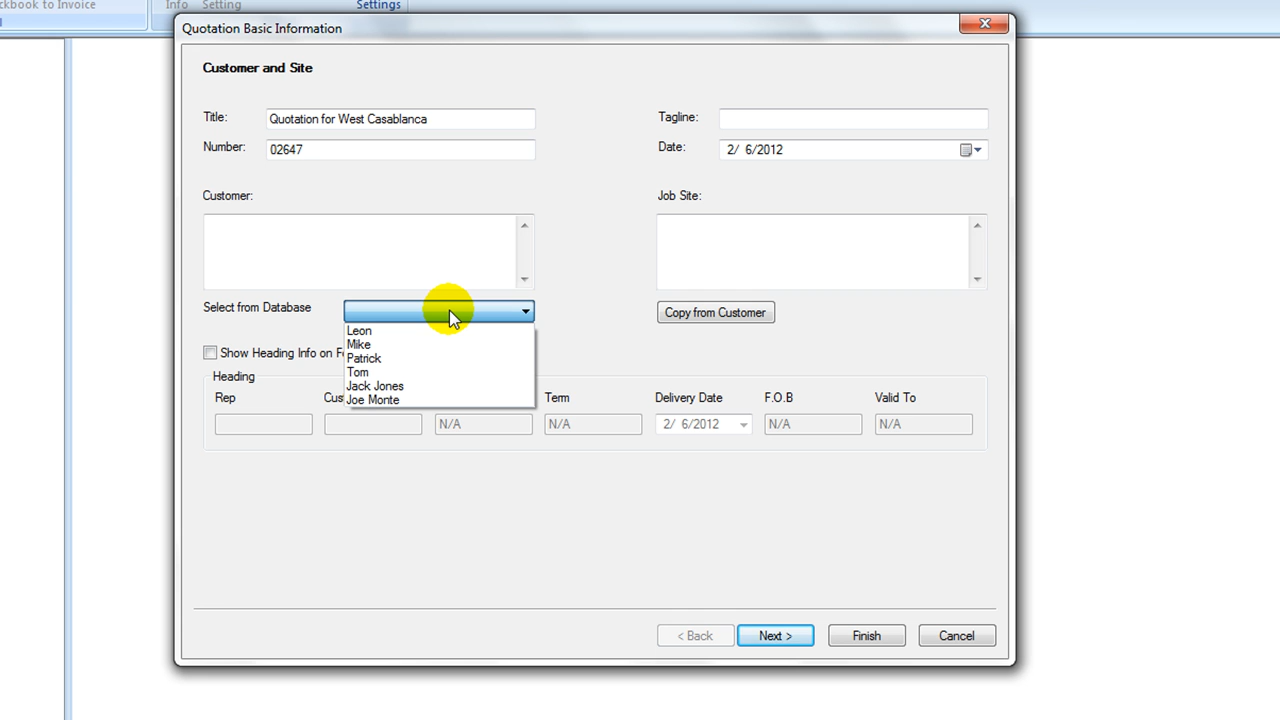 ckbook to Invoice
Info Setting
Settings
Quotation Basic Information
Customer and Site
Title: Quotation for West Casablanca
Tagline:
Number: 02647
Date: 2/ 6/2012
Customer:
Job Site:
Select from Database
Copy from Customer
Leon
Mike
Patrick
Tom
Jack Jones
Joe Monte
Show Heading Info on F
Heading
Rep Cus Term Delivery Date F.O.B Valid To
N/A N/A 2/ 6/2012 N/A N/A
< Back Next > Finish Cancel